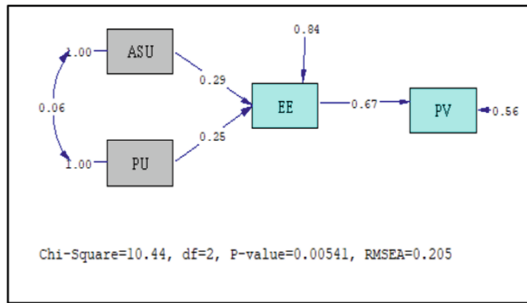 0.84
1.00 ASU
0.29
0.06 EE 0.67 PV 0.56
0.25
1.00 PU
Chi-Square=10.44, df=2, P-value=0.00541, RMSEA=0.205